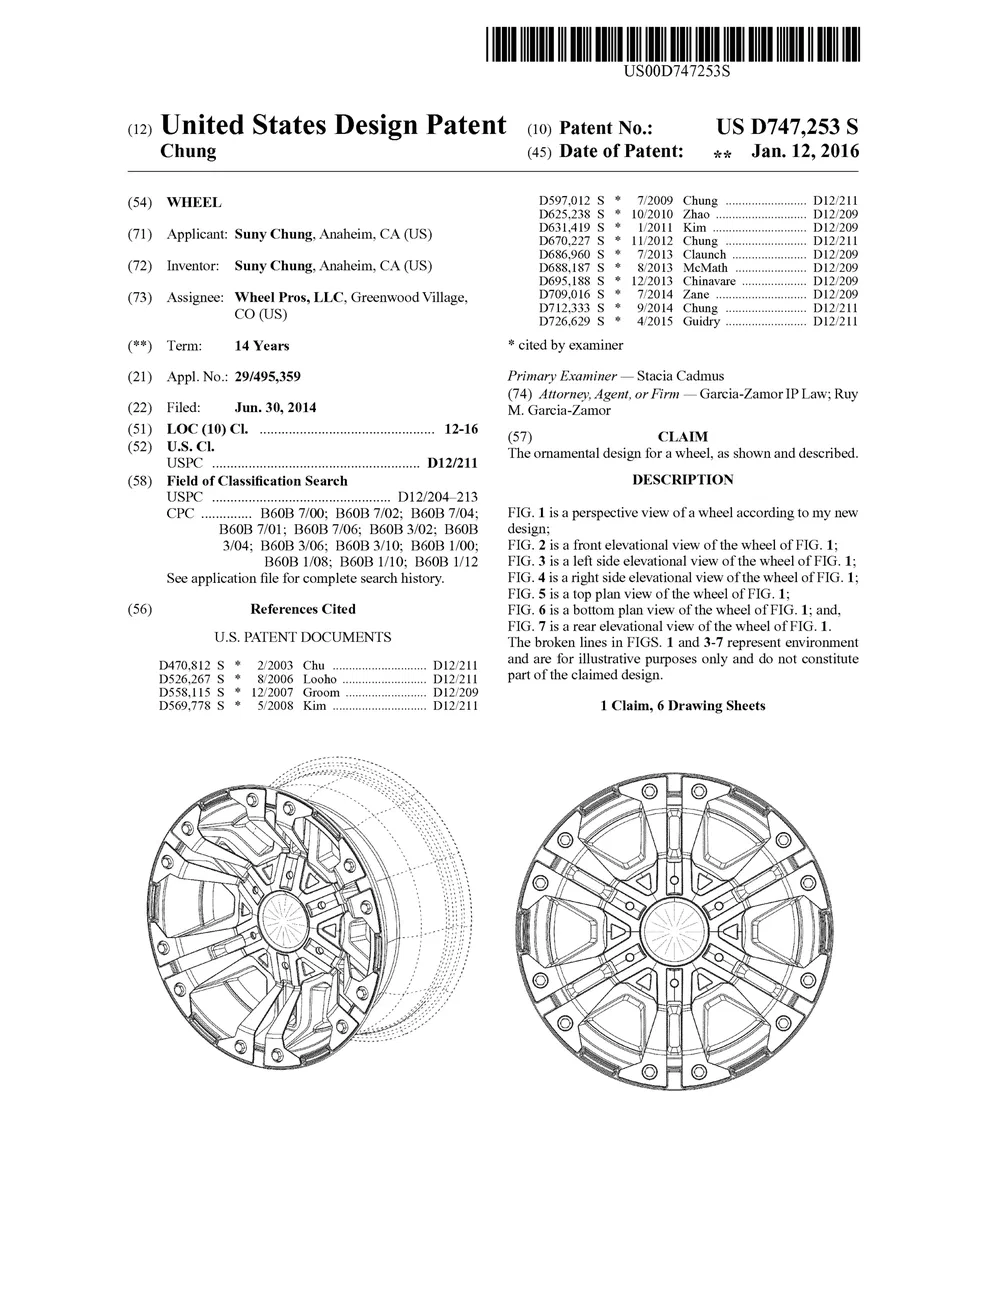 US00D747253S
(12) United States Design Patent
Chung
(10) Patent No.: US D747,253 S
(45) Date of Patent: ** Jan. 12, 2016
(54) WHEEL
(71) Applicant: Suny Chung, Anaheim, CA (US)
(72) Inventor: Suny Chung, Anaheim, CA (US)
(73) Assignee: Wheel Pros, LLC, Greenwood Village,
CO (US)
(**) Term: 14 Years
(21) Appl. No.: 29/495,359
(22) Filed: Jun. 30, 2014
(51) LOC (10) Cl. ................................................ 12-16
(52) U.S. Cl.
USPC ......................................................... D12/211
(58) Field of Classification Search
USPC ................................................. D12/204–213
CPC .............. B60B 7/00; B60B 7/02; B60B 7/04;
B60B 7/01; B60B 7/06; B60B 3/02; B60B
3/04; B60B 3/06; B60B 3/10; B60B 1/00;
B60B 1/08; B60B 1/10; B60B 1/12
See application file for complete search history.
(56) References Cited
U.S. PATENT DOCUMENTS
D470,812 S * 2/2003 Chu ............................ D12/211
D526,267 S * 8/2006 Looho ......................... D12/211
D558,115 S * 12/2007 Groom ........................ D12/209
D569,778 S * 5/2008 Kim ............................ D12/211
D597,012 S * 7/2009 Chung ........................ D12/211
D625,238 S * 10/2010 Zhao ........................... D12/209
D631,419 S * 1/2011 Kim ............................ D12/209
D670,227 S * 11/2012 Chung ........................ D12/211
D686,960 S * 7/2013 Claunch ...................... D12/209
D688,187 S * 8/2013 McMath ..................... D12/209
D695,188 S * 12/2013 Chinavare ................... D12/209
D709,016 S * 7/2014 Zane ........................... D12/209
D712,333 S * 9/2014 Chung ........................ D12/211
D726,629 S * 4/2015 Guidry ........................ D12/211
* cited by examiner
Primary Examiner — Stacia Cadmus
(74) Attorney, Agent, or Firm — Garcia-Zamor IP Law; Ruy
M. Garcia-Zamor
(57) CLAIM
The ornamental design for a wheel, as shown and described.
DESCRIPTION
FIG. 1 is a perspective view of a wheel according to my new
design;
FIG. 2 is a front elevational view of the wheel of FIG. 1;
FIG. 3 is a left side elevational view of the wheel of FIG. 1;
FIG. 4 is a right side elevational view of the wheel of FIG. 1;
FIG. 5 is a top plan view of the wheel of FIG. 1;
FIG. 6 is a bottom plan view of the wheel of FIG. 1; and,
FIG. 7 is a rear elevational view of the wheel of FIG. 1.
The broken lines in FIGS. 1 and 3-7 represent environment
and are for illustrative purposes only and do not constitute
part of the claimed design.
1 Claim, 6 Drawing Sheets